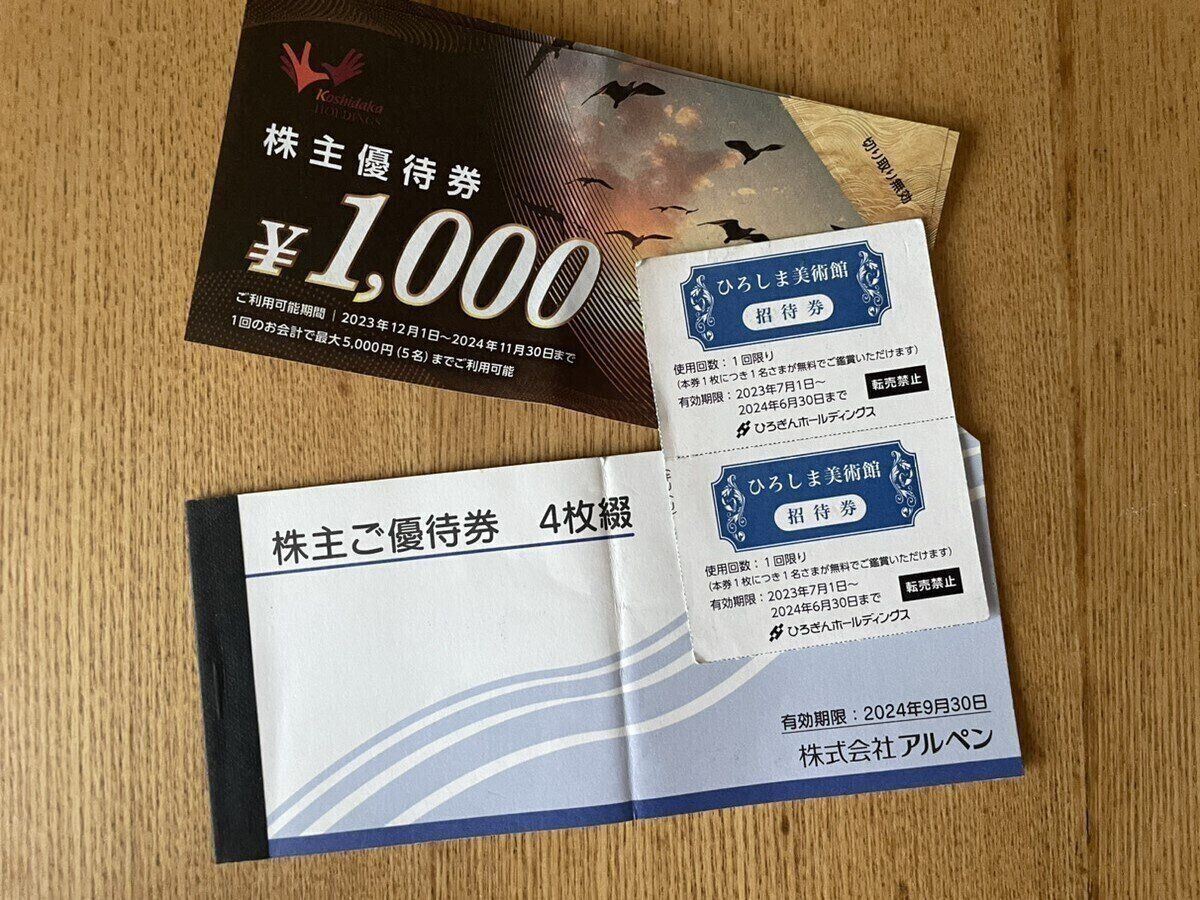 Koshidaka
HOLDINGS
株主優待券
¥1,000
ご利用可能期間｜2023年12月1日～2024年11月30日まで
1回のお会計で最大5,000円(5名)までご利用可能
切り取り無効
ひろしま美術館
招待券
使用回数：1回限り
(本券1枚につき1名さまが無料でご鑑賞いただけます)
有効期限：2023年7月1日～
2024年6月30日まで
転売禁止
ひろぎんホールディングス
ひろしま美術館
招待券
使用回数：1回限り
(本券1枚につき1名さまが無料でご鑑賞いただけます)
有効期限：2023年7月1日～
2024年6月30日まで
転売禁止
ひろぎんホールディングス
株主ご優待券 4枚綴
有効期限：2024年9月30日
株式会社アルペン